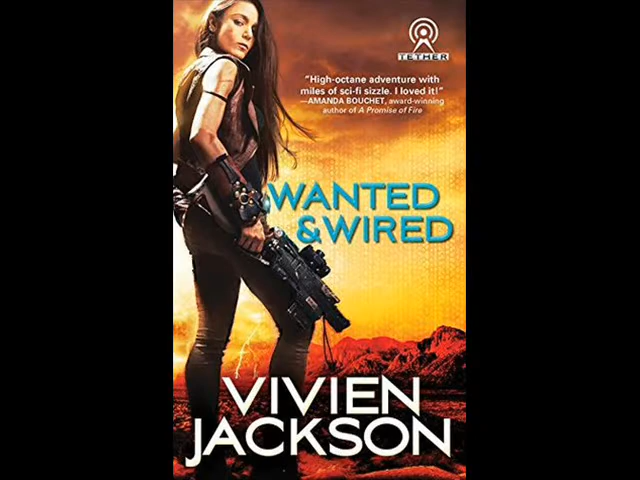 TETHER
“High-octane adventure with
miles of sci-fi sizzle. I loved it!”
—AMANDA BOUCHET, award-winning
author of A Promise of Fire
WANTED
& WIRED
VIVIEN
JACKSON